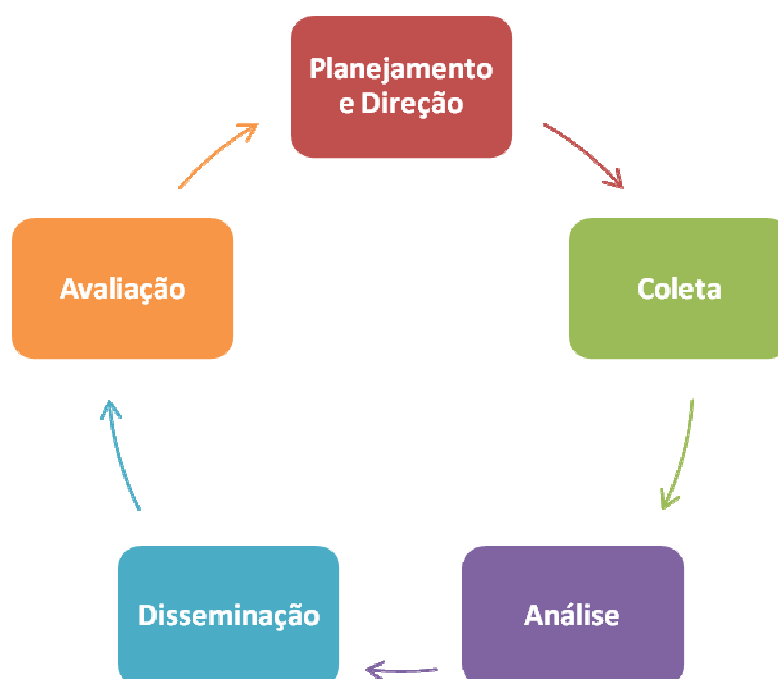 Planejamento
e Direção
Coleta
Análise
Disseminação
Avaliação